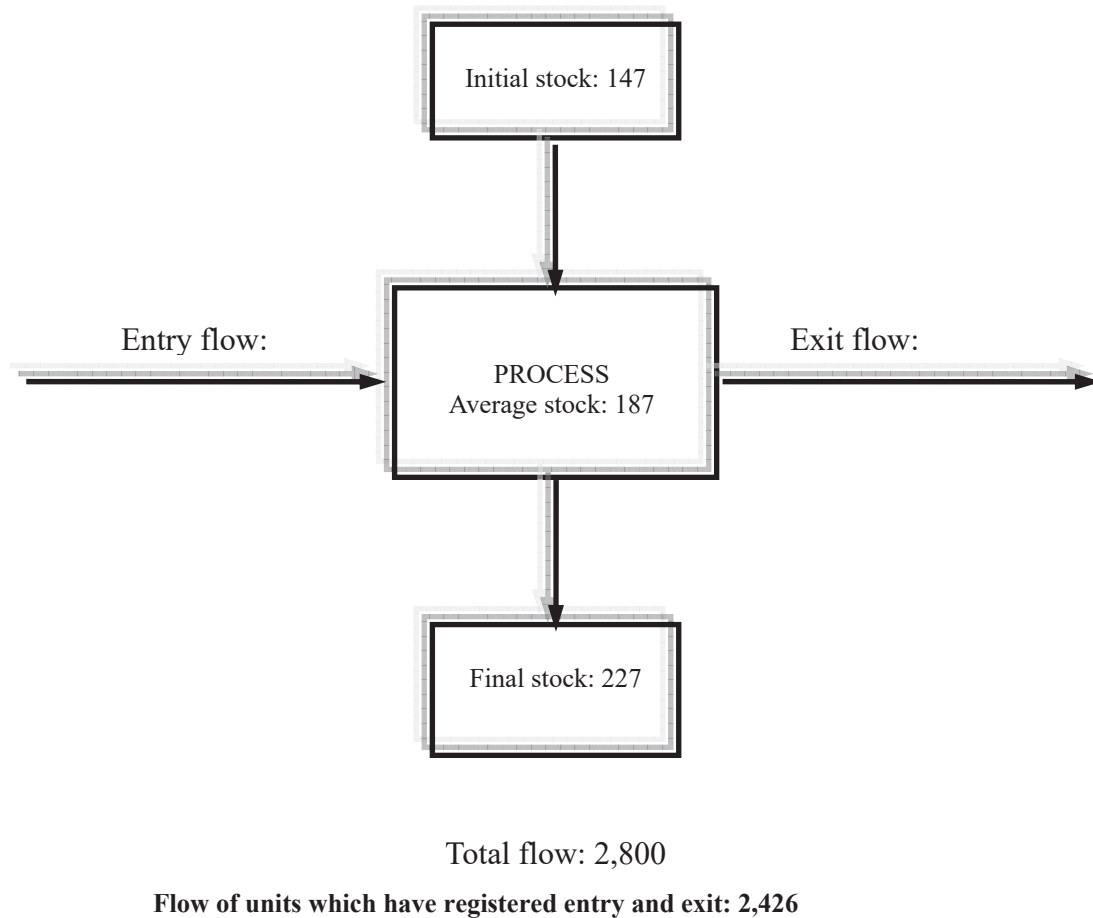 Initial stock: 147
Entry flow:
Exit flow:
PROCESS
Average stock: 187
Final stock: 227
Total flow: 2,800
Flow of units which have registered entry and exit: 2,426